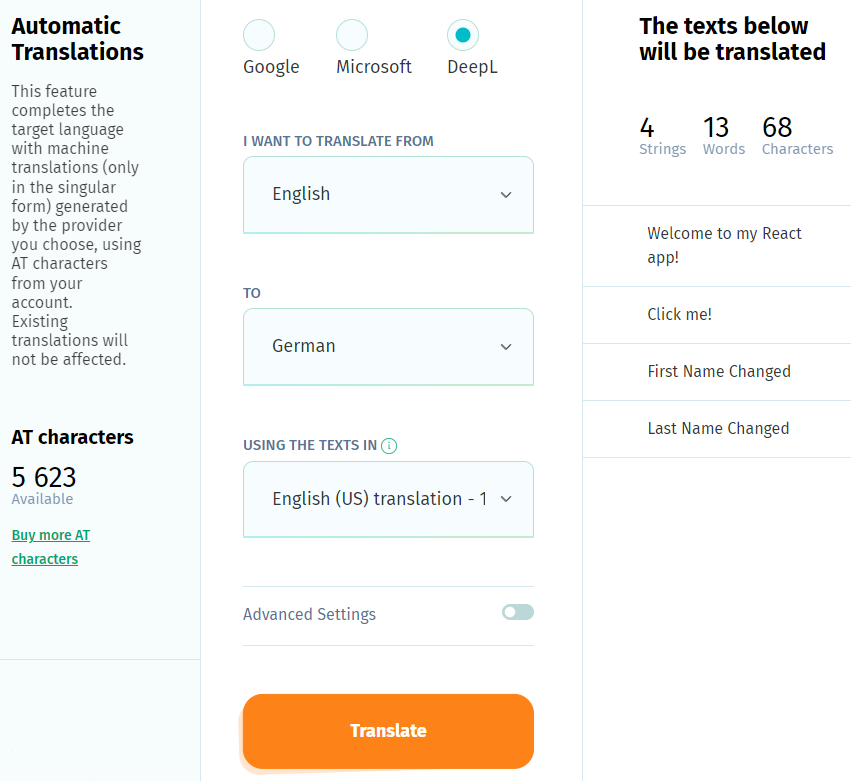 Automatic
Translations
This feature
completes the
target language
with machine
translations (only
in the singular
form) generated
by the provider
you choose, using
AT characters
from your
account.
Existing
translations will
not be affected.
AT characters
5 623
Available
Buy more AT
characters
Google Microsoft DeepL
I WANT TO TRANSLATE FROM
English
TO
German
USING THE TEXTS IN
English (US) translation - 1
Advanced Settings
Translate
The texts below
will be translated
4 13 68
Strings Words Characters
Welcome to my React
app!
Click me!
First Name Changed
Last Name Changed